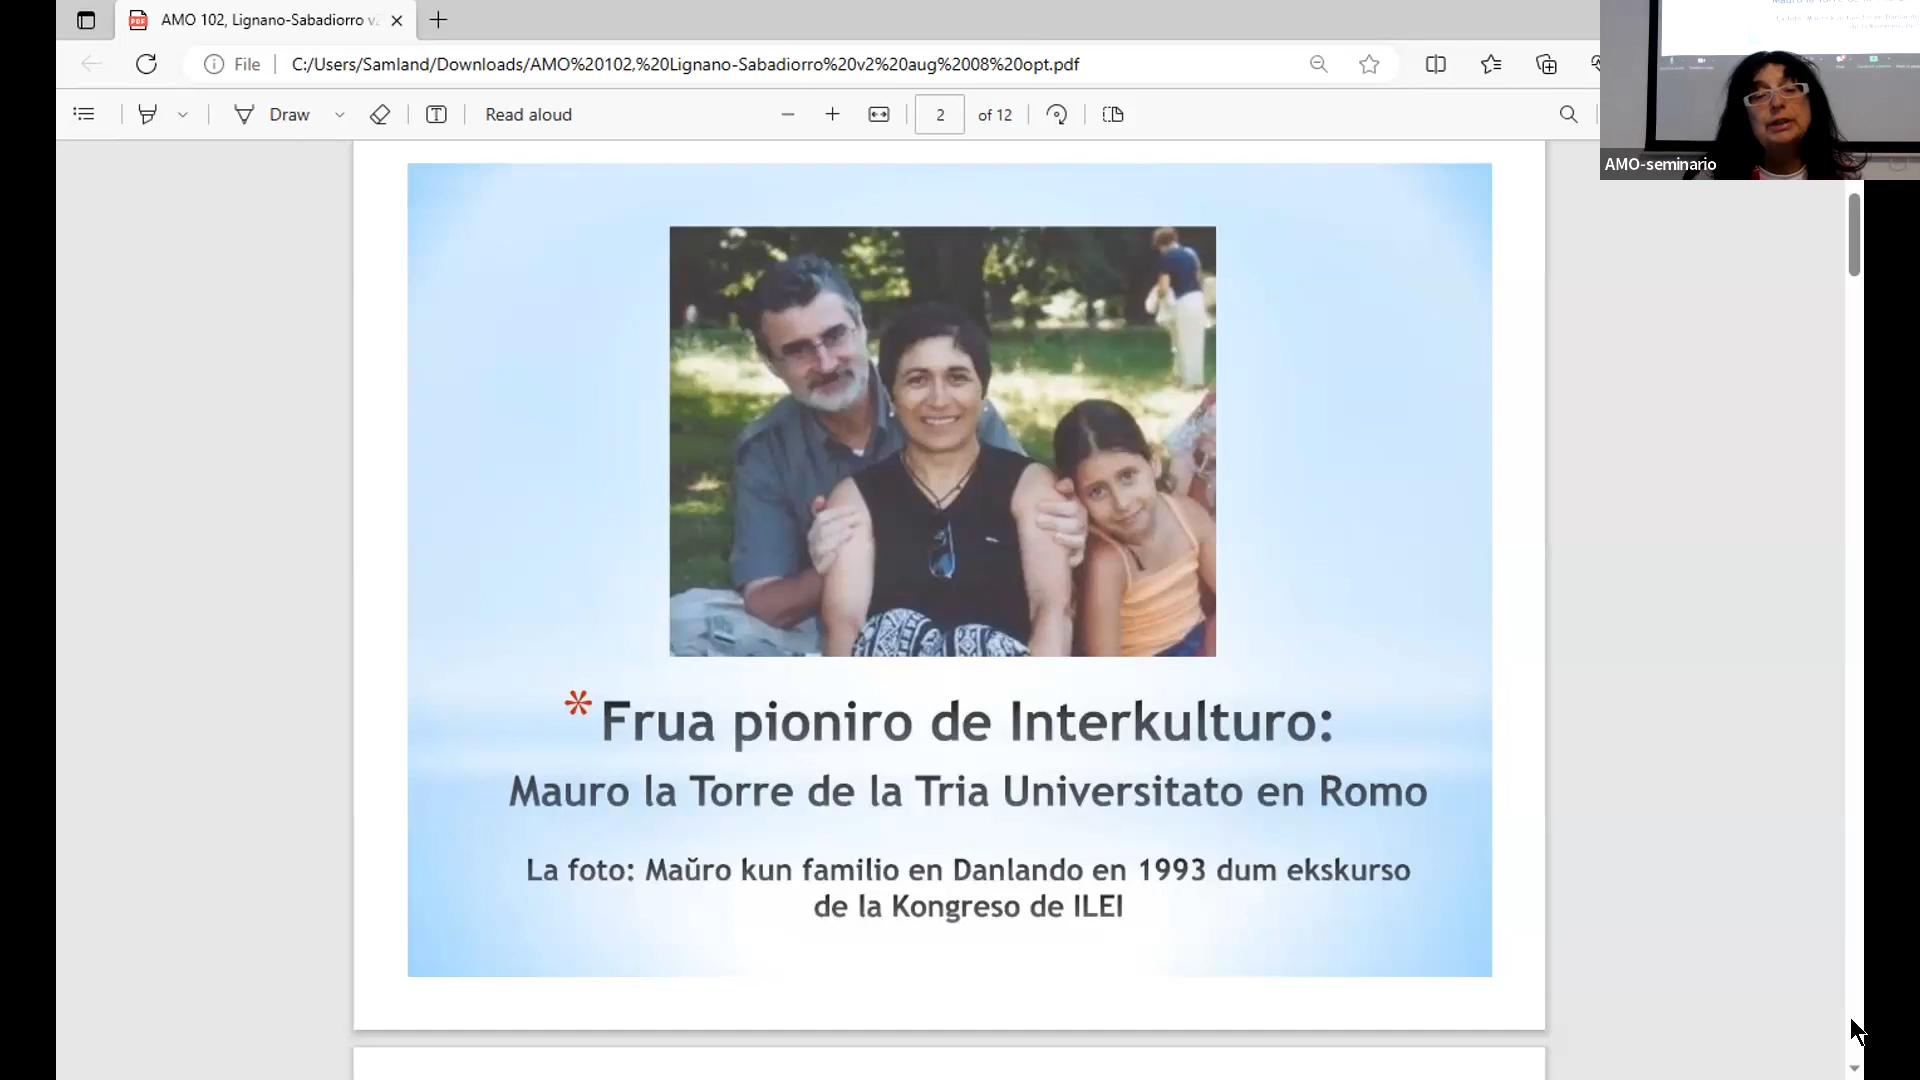 AMO 102, Lignano-Sabadiorro v
File
C:/Users/Samland/Downloads/AMO%20102,%20Lignano-Sabadiorro%20v2%20aug%2008%20opt.pdf
Draw
Read aloud
2
of 12
AMO-seminario
* Frua pioniro de Interkulturo:
Mauro la Torre de la Tria Universitato en Romo
La foto: Maŭro kun familio en Danlando en 1993 dum ekskurso
de la Kongreso de ILEI